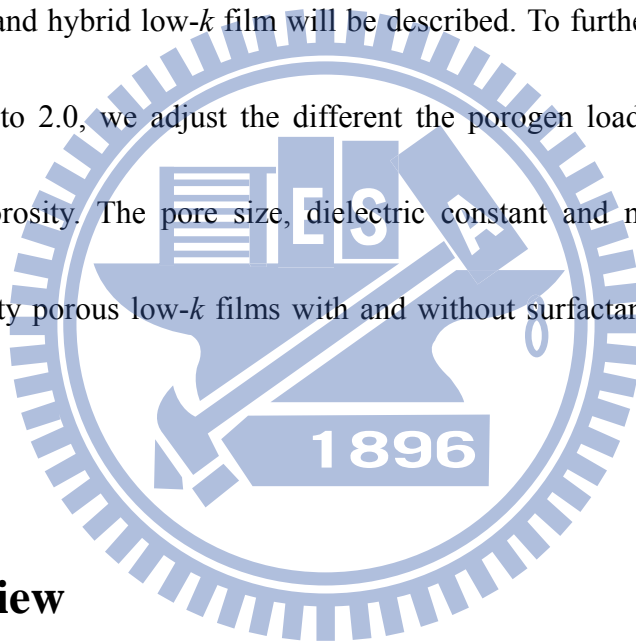 and hybrid low-k film will be described. To furthe
to 2.0, we adjust the different the porogen load
orosity. The pore size, dielectric constant and m
ty porous low-k films with and without surfactan
E S A
1896
iew